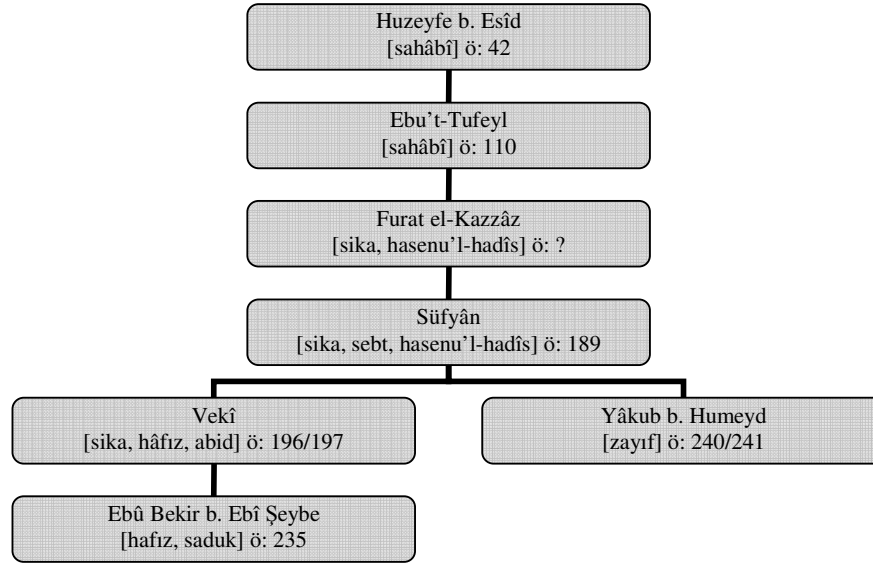 Huzeyfe b. Esîd
[sahâbî] ö: 42
Ebu’t-Tufeyl
[sahâbî] ö: 110
Furat el-Kazzâz
[sika, hasenu’l-hadîs] ö: ?
Süfyân
[sika, sebt, hasenu’l-hadîs] ö: 189
Vekî
[sika, hâfız, abid] ö: 196/197
Yâkub b. Humeyd
[zayıf] ö: 240/241
Ebû Bekir b. Ebî Şeybe
[hafız, saduk] ö: 235